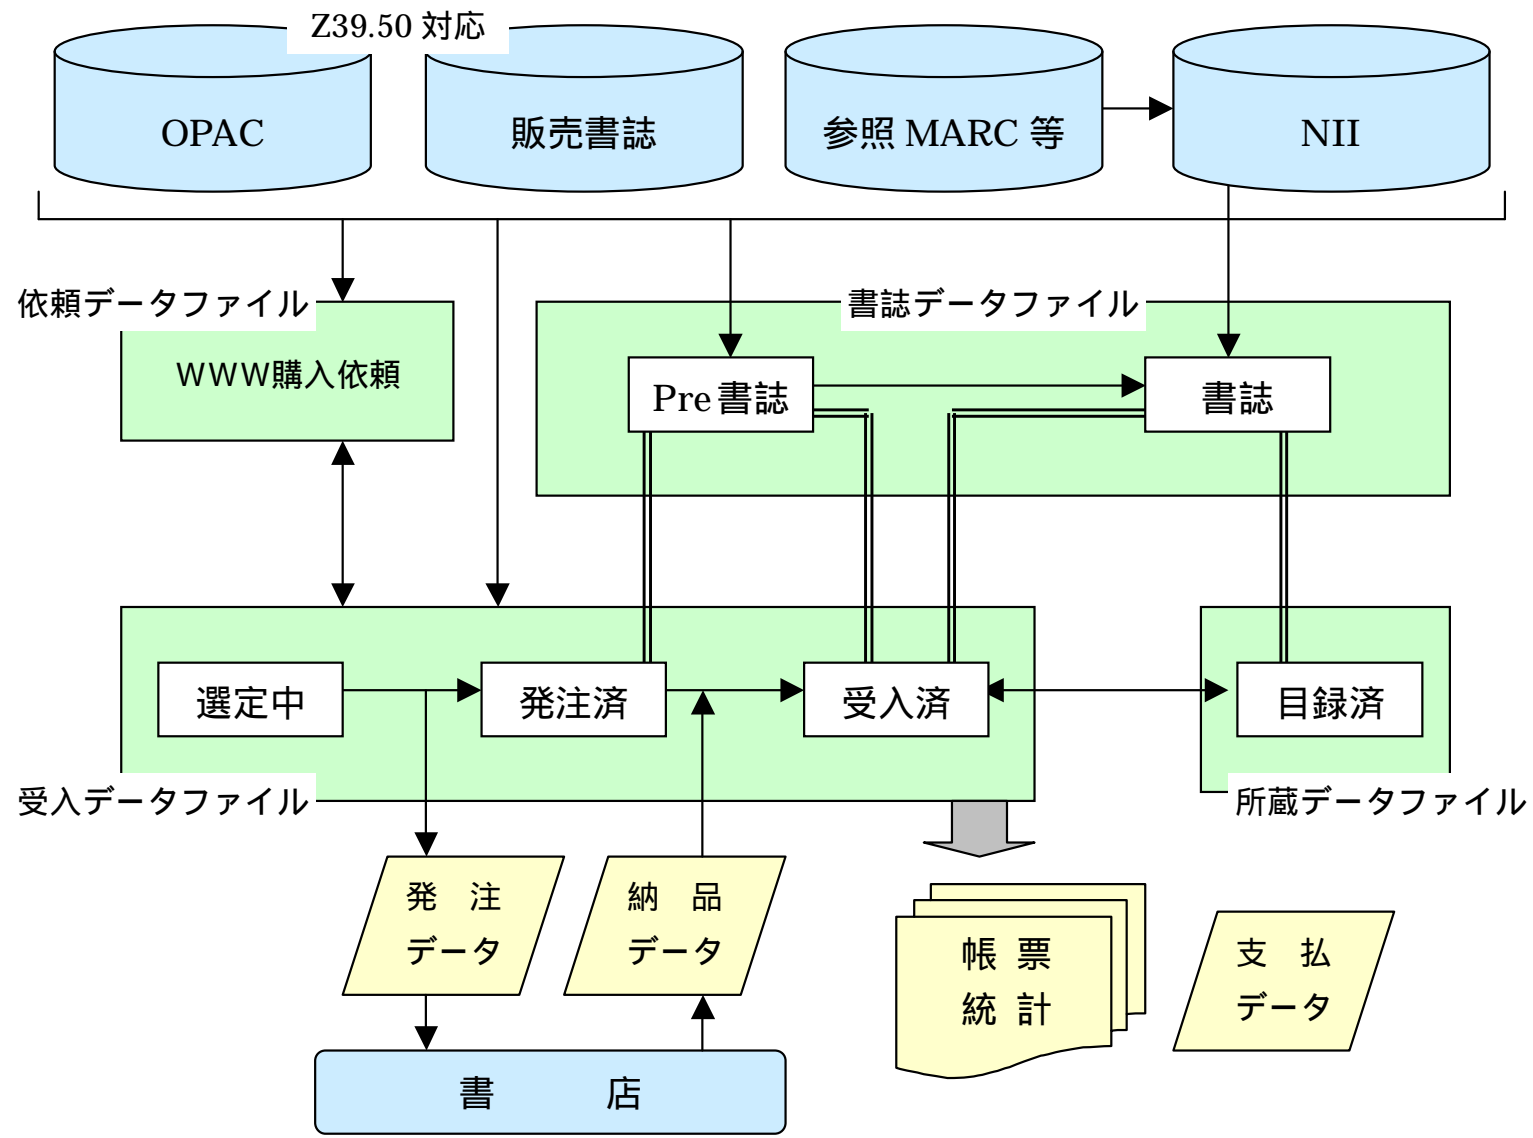 Z39.50 対応
OPAC
販売書誌
参照 MARC 等
NII
依頼データファイル
書誌データファイル
WWW購入依頼
Pre書誌
書誌
選定中
発注済
受入済
目録済
受入データファイル
所蔵データファイル
発 注
データ
納 品
データ
帳 票
統 計
支 払
データ
書 店